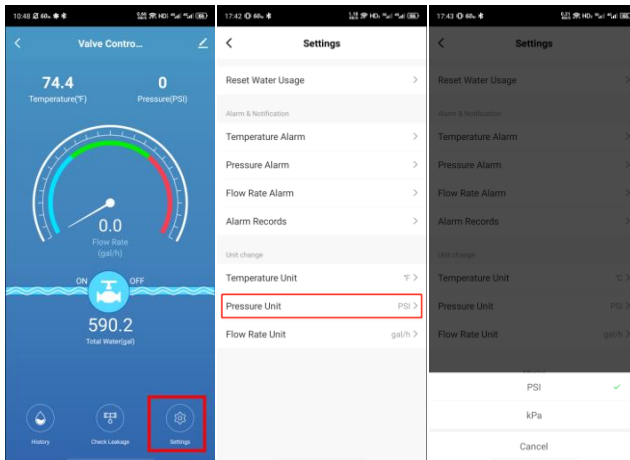 10:48
Valve Contro...
74.4
Temperature(°F)
0
Pressure(PSI)
0.0
Flow Rate
(gal/h)
ON
OFF
590.2
Total Water(gal)
History
Check Leakage
Settings
17:42
Settings
Reset Water Usage
Alarm & Notification
Temperature Alarm
Pressure Alarm
Flow Rate Alarm
Alarm Records
Unit change
Temperature Unit °F
Pressure Unit PSI
Flow Rate Unit gal/h
17:43
Settings
Reset Water Usage
Alarm & Notification
Temperature Alarm
Pressure Alarm
Flow Rate Alarm
Alarm Records
Unit change
Temperature Unit °C
Pressure Unit PSI
Flow Rate Unit gal/h
PSI
kPa
Cancel